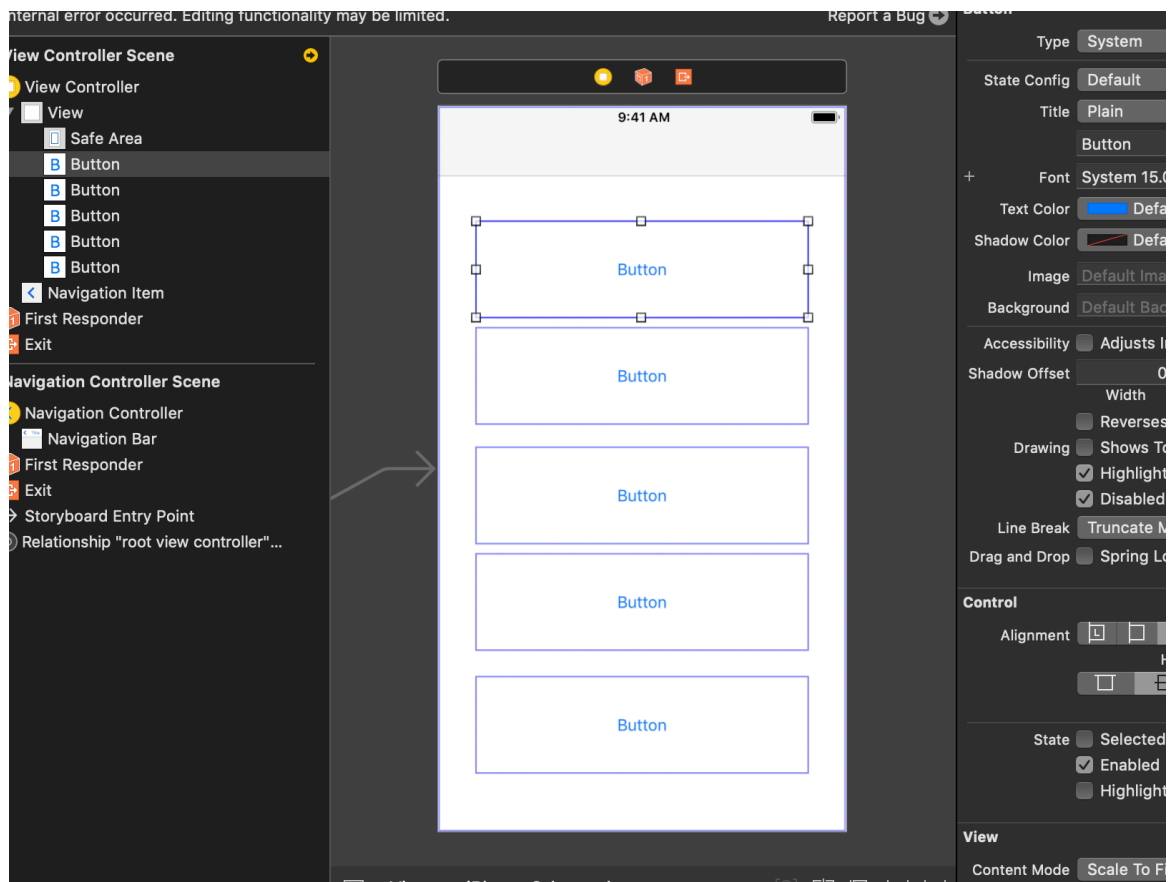 nternal error occurred. Editing functionality may be limited.
Report a Bug
Button
View Controller Scene
View Controller
View
Safe Area
Button
Button
Button
Button
Button
Navigation Item
First Responder
Exit
Navigation Controller Scene
Navigation Controller
Navigation Bar
First Responder
Exit
Storyboard Entry Point
Relationship "root view controller"...
9:41 AM
Button
Button
Button
Button
Button
Type System
State Config Default
Title Plain
Button
Font System 15.0
Text Color Defa
Shadow Color Defa
Image Default Ima
Background Default Bac
Accessibility Adjusts I
Shadow Offset 0
Width
Reverses
Drawing Shows To
Highlight
Disabled
Line Break Truncate M
Drag and Drop Spring Lo
Control
Alignment
H
State Selected
Enabled
Highlight
View
Content Mode Scale To Fi